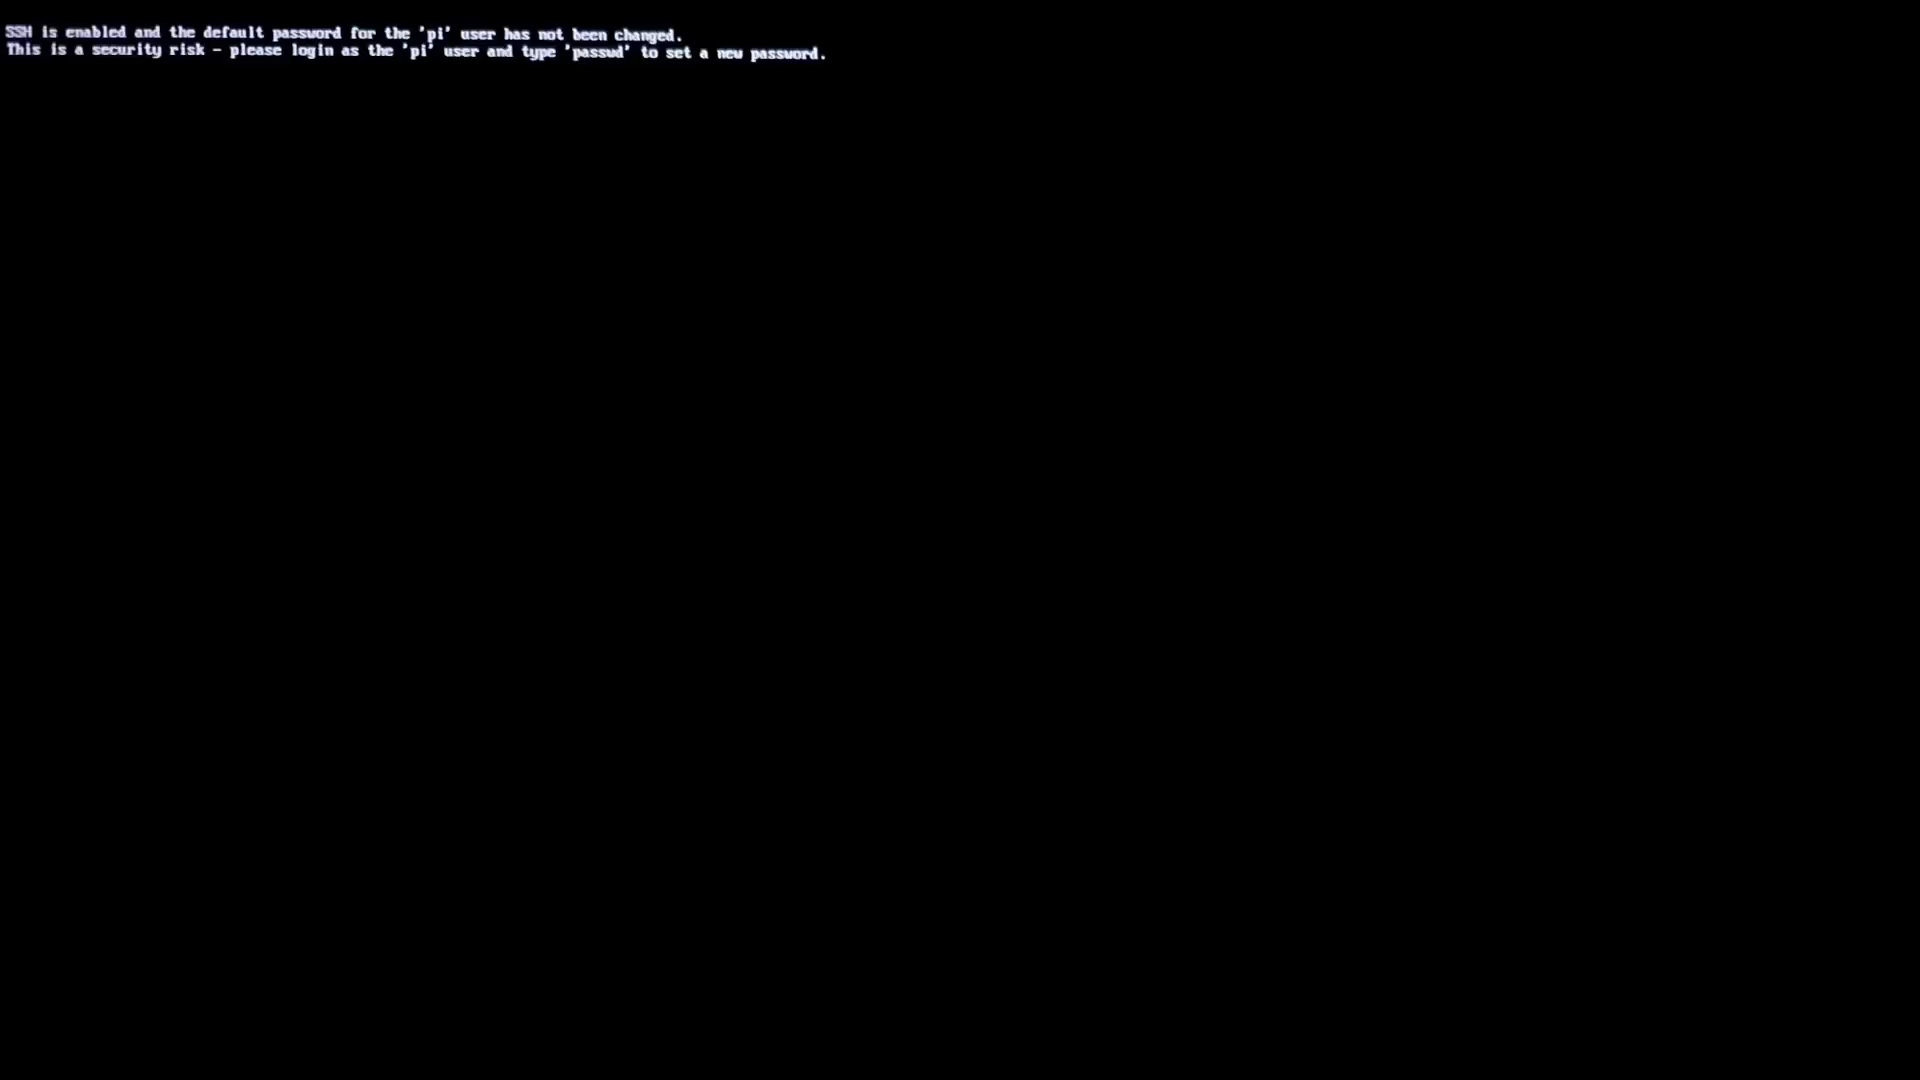 SSH is enabled and the default password for the 'pi' user has not been changed.
This is a security risk - please login as the 'pi' user and type 'passwd' to set a new password.